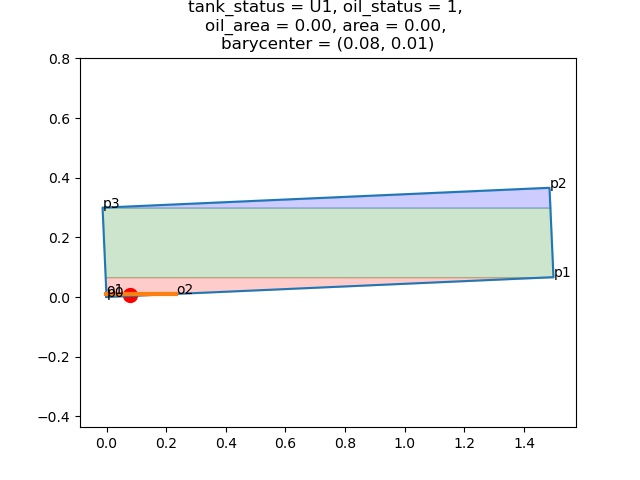 tank_status = U1, oil_status = 1,
oil_area = 0.00, area = 0.00,
barycenter = (0.08, 0.01)
0.8
0.6
0.4
0.2
0.0
−0.2
−0.4
0.0 0.2 0.4 0.6 0.8 1.0 1.2 1.4
p3
p2
p1
o1
p0
o2